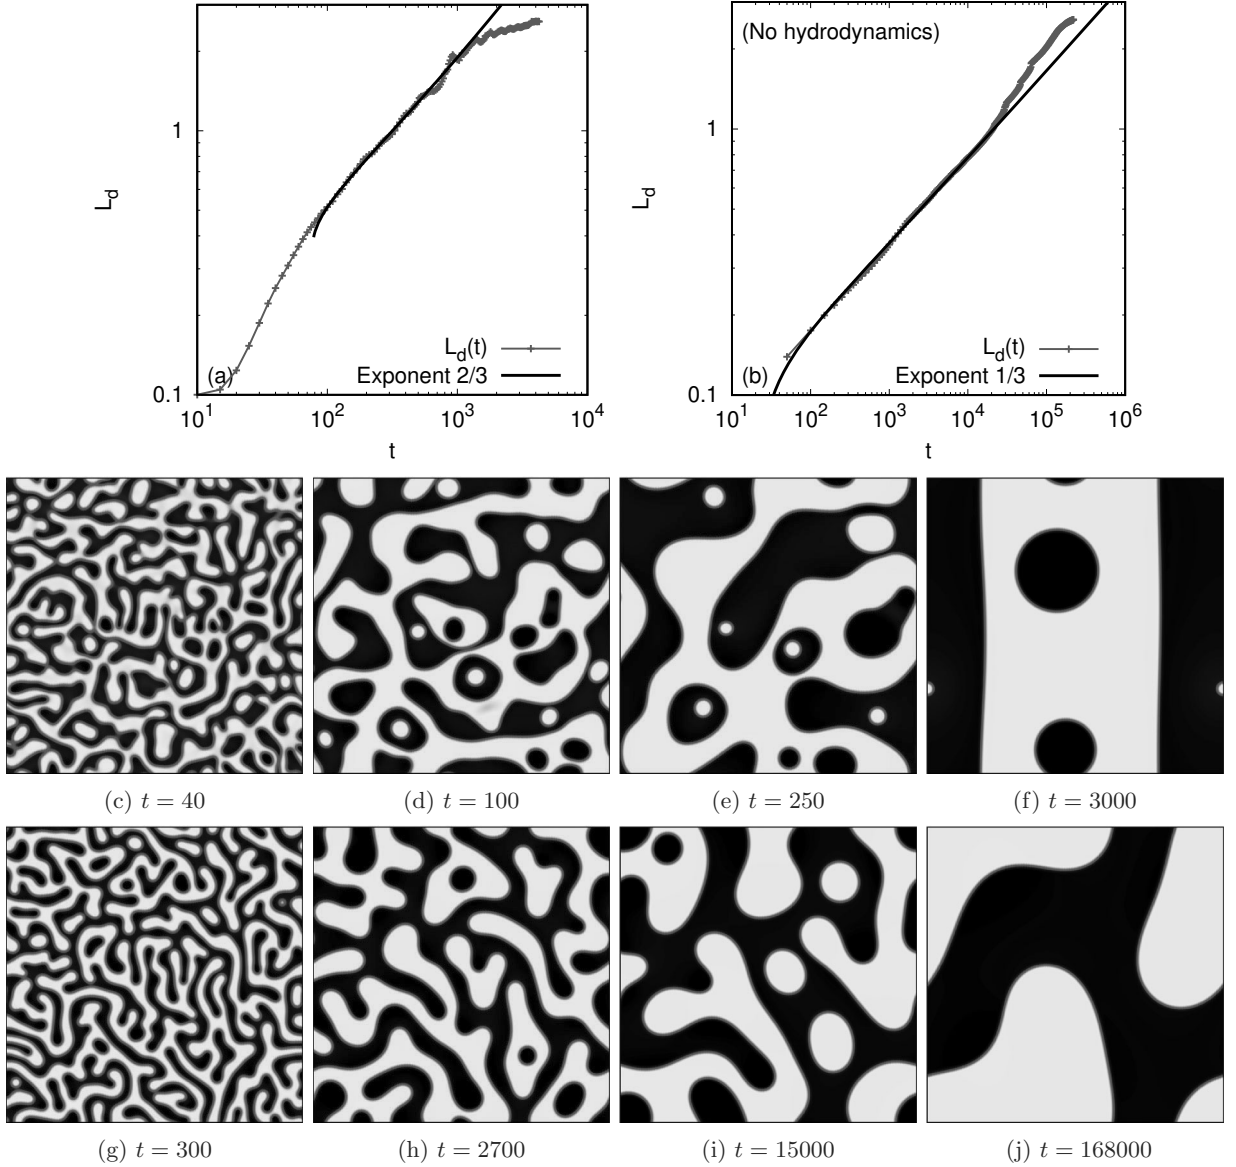 (No hydrodynamics)
1
L_d
L_d(t)
Exponent 2/3
(a)
0.1
10^1 10^2 10^3 10^4
t
1
L_d
L_d(t)
Exponent 1/3
(b)
0.1
10^1 10^2 10^3 10^4 10^5 10^6
t
(c) t = 40
(d) t = 100
(e) t = 250
(f) t = 3000
(g) t = 300
(h) t = 2700
(i) t = 15000
(j) t = 168000